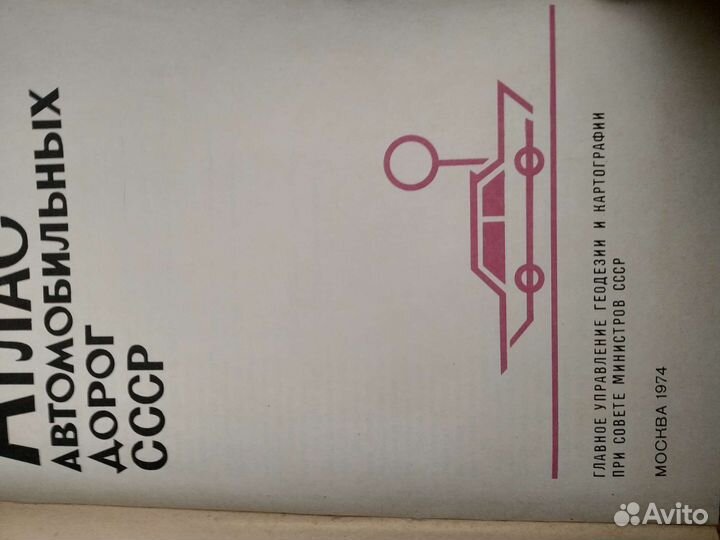 АТЛАС
АВТОМОБИЛЬНЫХ
ДОРОГ
СССР
ГЛАВНОЕ УПРАВЛЕНИЕ ГЕОДЕЗИИ И КАРТОГРАФИИ
ПРИ СОВЕТЕ МИНИСТРОВ СССР
МОСКВА 1974
Avito